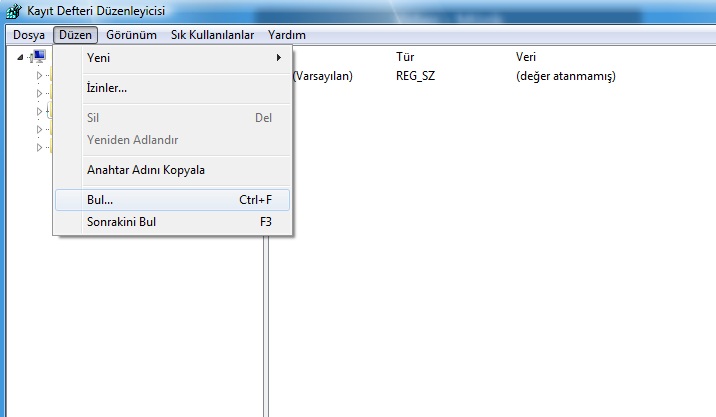 Kayıt Defteri Düzenleyicisi
Dosya Düzen Görünüm Sık Kullanılanlar Yardım
Tür Veri
(Varsayılan) REG_SZ (değer atanmamış)
Yeni
İzinler...
Sil Del
Yeniden Adlandır
Anahtar Adını Kopyala
Bul... Ctrl+F
Sonrakini Bul F3